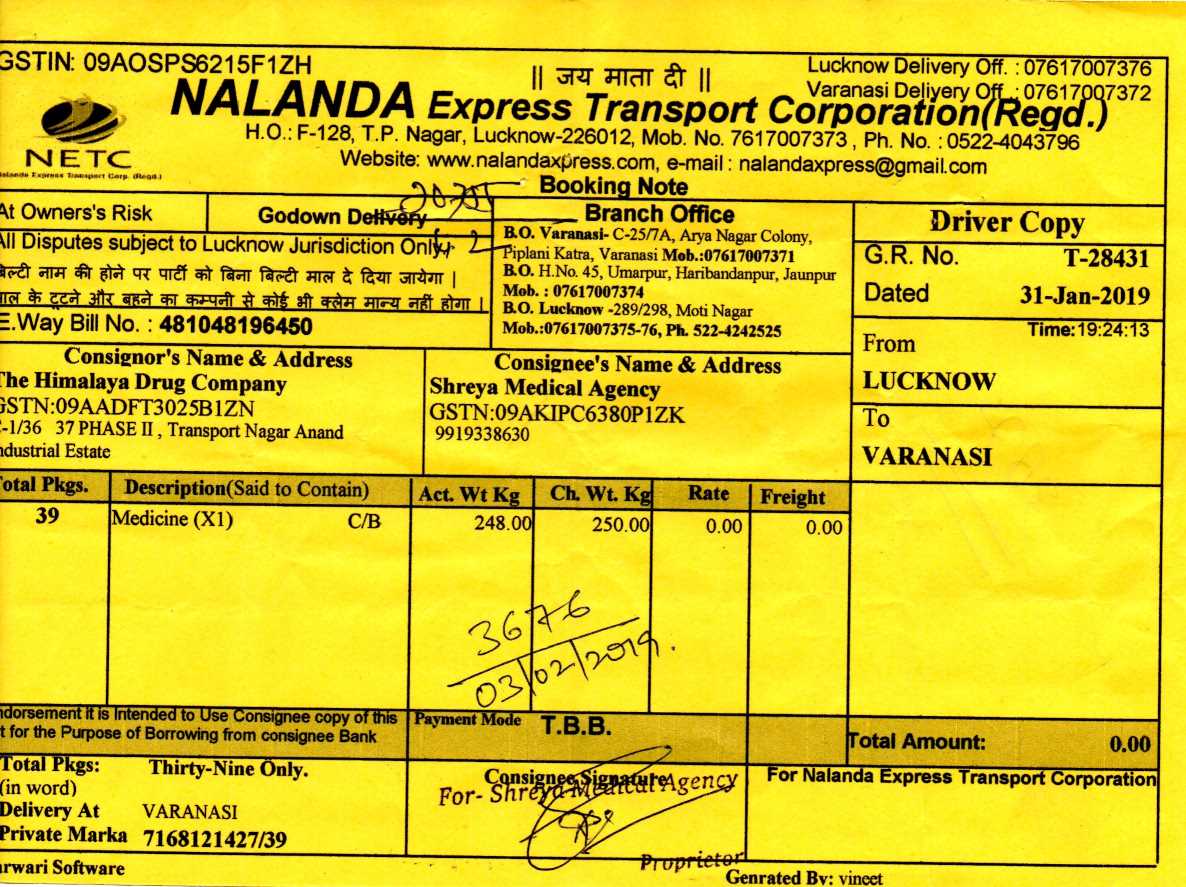 GSTIN: 09AOSPS6215F1ZH
|| जय माता दी ||
Lucknow Delivery Off. : 07617007376
Varanasi Delivery Off. : 07617007372
NALANDA Express Transport Corporation(Regd.)
H.O.: F-128, T.P. Nagar, Lucknow-226012, Mob. No. 7617007373 , Ph. No. : 0522-4043796
NETC
Website: www.nalandaxpress.com, e-mail : nalandaxpress@gmail.com
Nalanda Express Transport Corp. (Regd.)
Booking Note
At Owners's Risk
Godown Delivery
Branch Office
Driver Copy
All Disputes subject to Lucknow Jurisdiction Only
बिल्टी नाम की होने पर पार्टी को बिना बिल्टी माल दे दिया जायेगा |
माल के टूटने और बहने का कम्पनी से कोई भी क्लेम मान्य नहीं होगा |
E.Way Bill No. : 481048196450
B.O. Varanasi- C-25/7A, Arya Nagar Colony,
Piplani Katra, Varanasi Mob.:07617007371
B.O. H.No. 45, Umarpur, Haribandanpur, Jaunpur
Mob. : 07617007374
B.O. Lucknow -289/298, Moti Nagar
Mob.:07617007375-76, Ph. 522-4242525
G.R. No. T-28431
Dated 31-Jan-2019
Time:19:24:13
From
LUCKNOW
To
VARANASI
Consignor's Name & Address
The Himalaya Drug Company
GSTN:09AADFT3025B1ZN
-1/36 37 PHASE II , Transport Nagar Anand
ndustrial Estate
Consignee's Name & Address
Shreya Medical Agency
GSTN:09AKIPC6380P1ZK
9919338630
Total Pkgs. Description(Said to Contain) Act. Wt Kg Ch. Wt. Kg Rate Freight
39 Medicine (X1) C/B 248.00 250.00 0.00 0.00
3676
03/02/2019.
ndorsement it is Intended to Use Consignee copy of this
t for the Purpose of Borrowing from consignee Bank
Payment Mode T.B.B.
Total Amount: 0.00
Total Pkgs: Thirty-Nine Only.
(in word)
Delivery At VARANASI
Private Marka 7168121427/39
Consignee Signature
For- Shreya Medical Agency
Proprietor
For Nalanda Express Transport Corporation
arwari Software
Genrated By: vineet